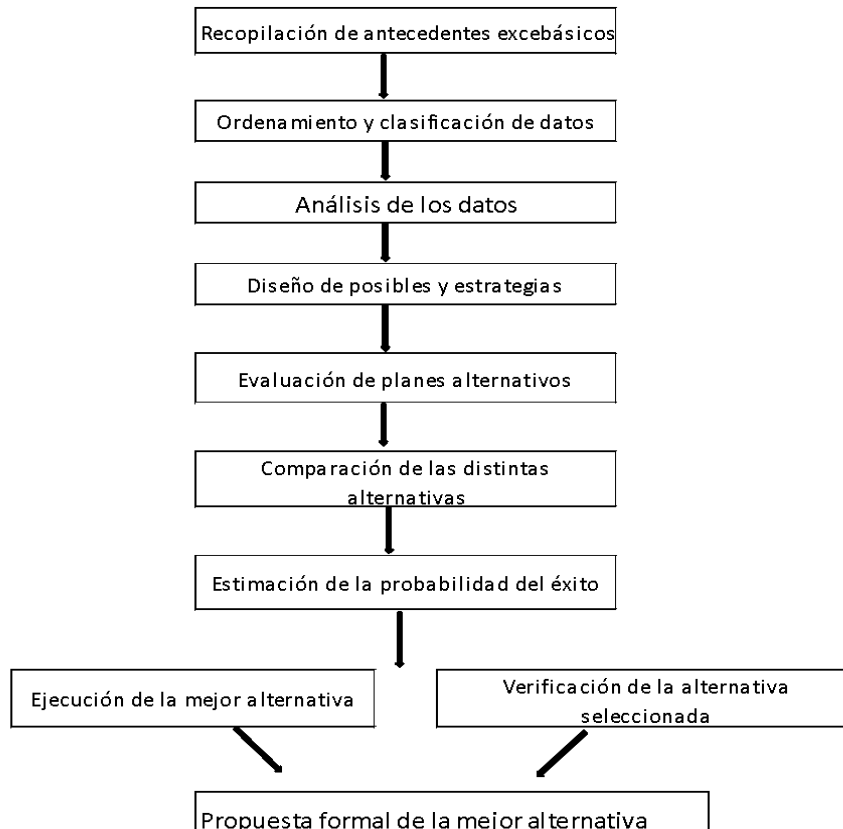 Recopilación de antecedentes excebásicos
Ordenamiento y clasificación de datos
Análisis de los datos
Diseño de posibles y estrategias
Evaluación de planes alternativos
Comparación de las distintas
alternativas
Estimación de la probabilidad del éxito
Ejecución de la mejor alternativa
Verificación de la alternativa
seleccionada
Propuesta formal de la mejor alternativa